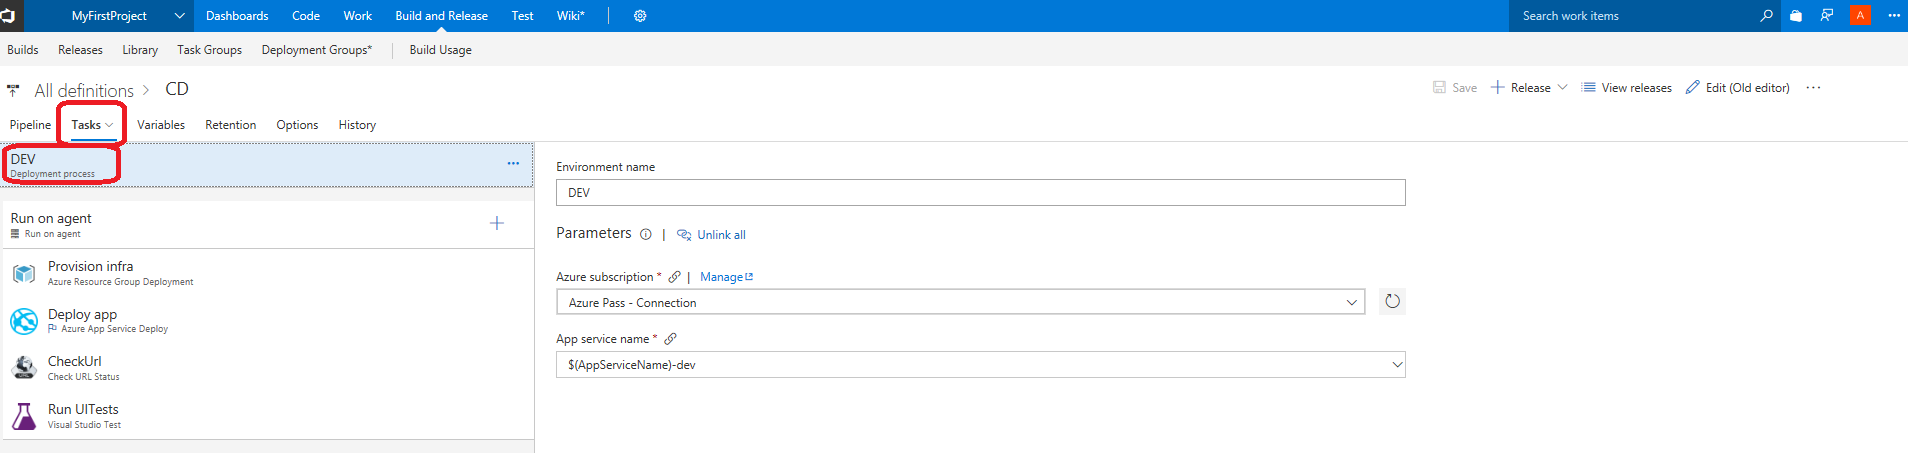 MyFirstProject Dashboards Code Work Build and Release Test Wiki* Search work items A
Builds Releases Library Task Groups Deployment Groups* Build Usage
All definitions > CD Save Release View releases Edit (Old editor)
Pipeline Tasks Variables Retention Options History
DEV
Deployment process
Environment name
DEV
Run on agent
Run on agent
Parameters | Unlink all
Provision infra
Azure Resource Group Deployment
Azure subscription * | Manage
Azure Pass - Connection
Deploy app
Azure App Service Deploy
App service name *
$(AppServiceName)-dev
CheckUrl
Check URL Status
Run UITests
Visual Studio Test